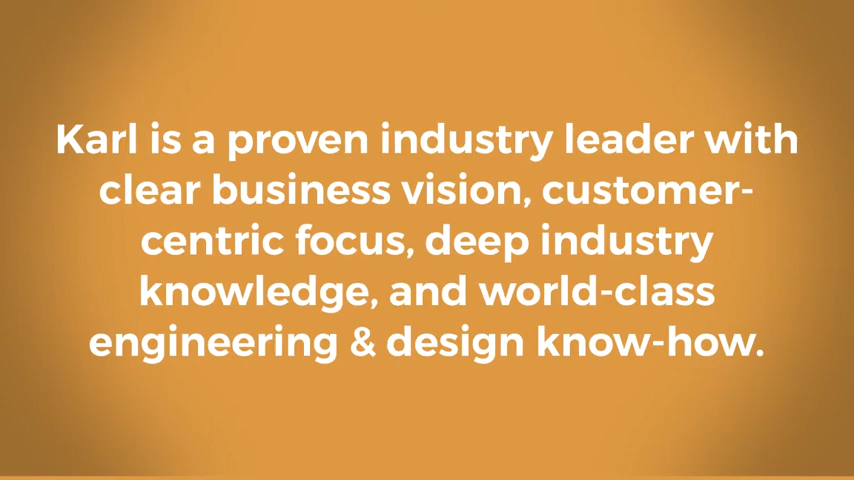 Karl is a proven industry leader with
clear business vision, customer-
centric focus, deep industry
knowledge, and world-class
engineering & design know-how.